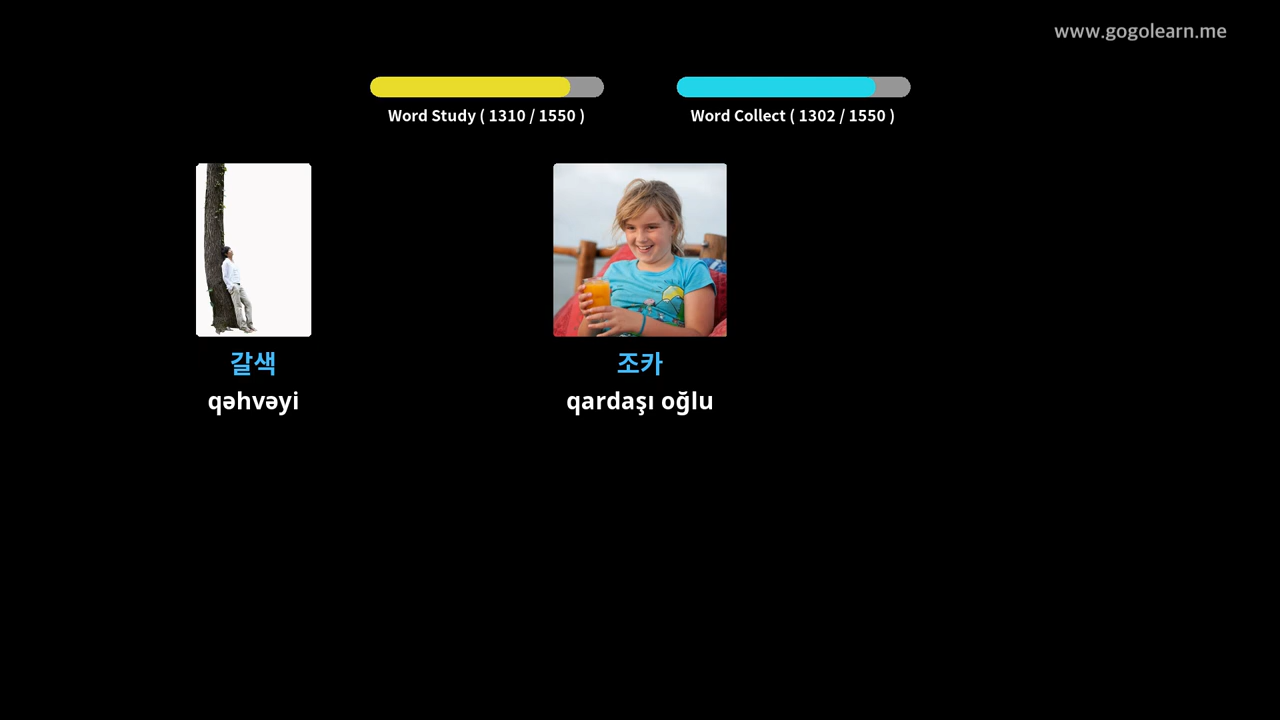 www.gogolearn.me
Word Study ( 1310 / 1550 )
Word Collect ( 1302 / 1550 )
갈색
qəhvəyi
조카
qardaşı oğlu